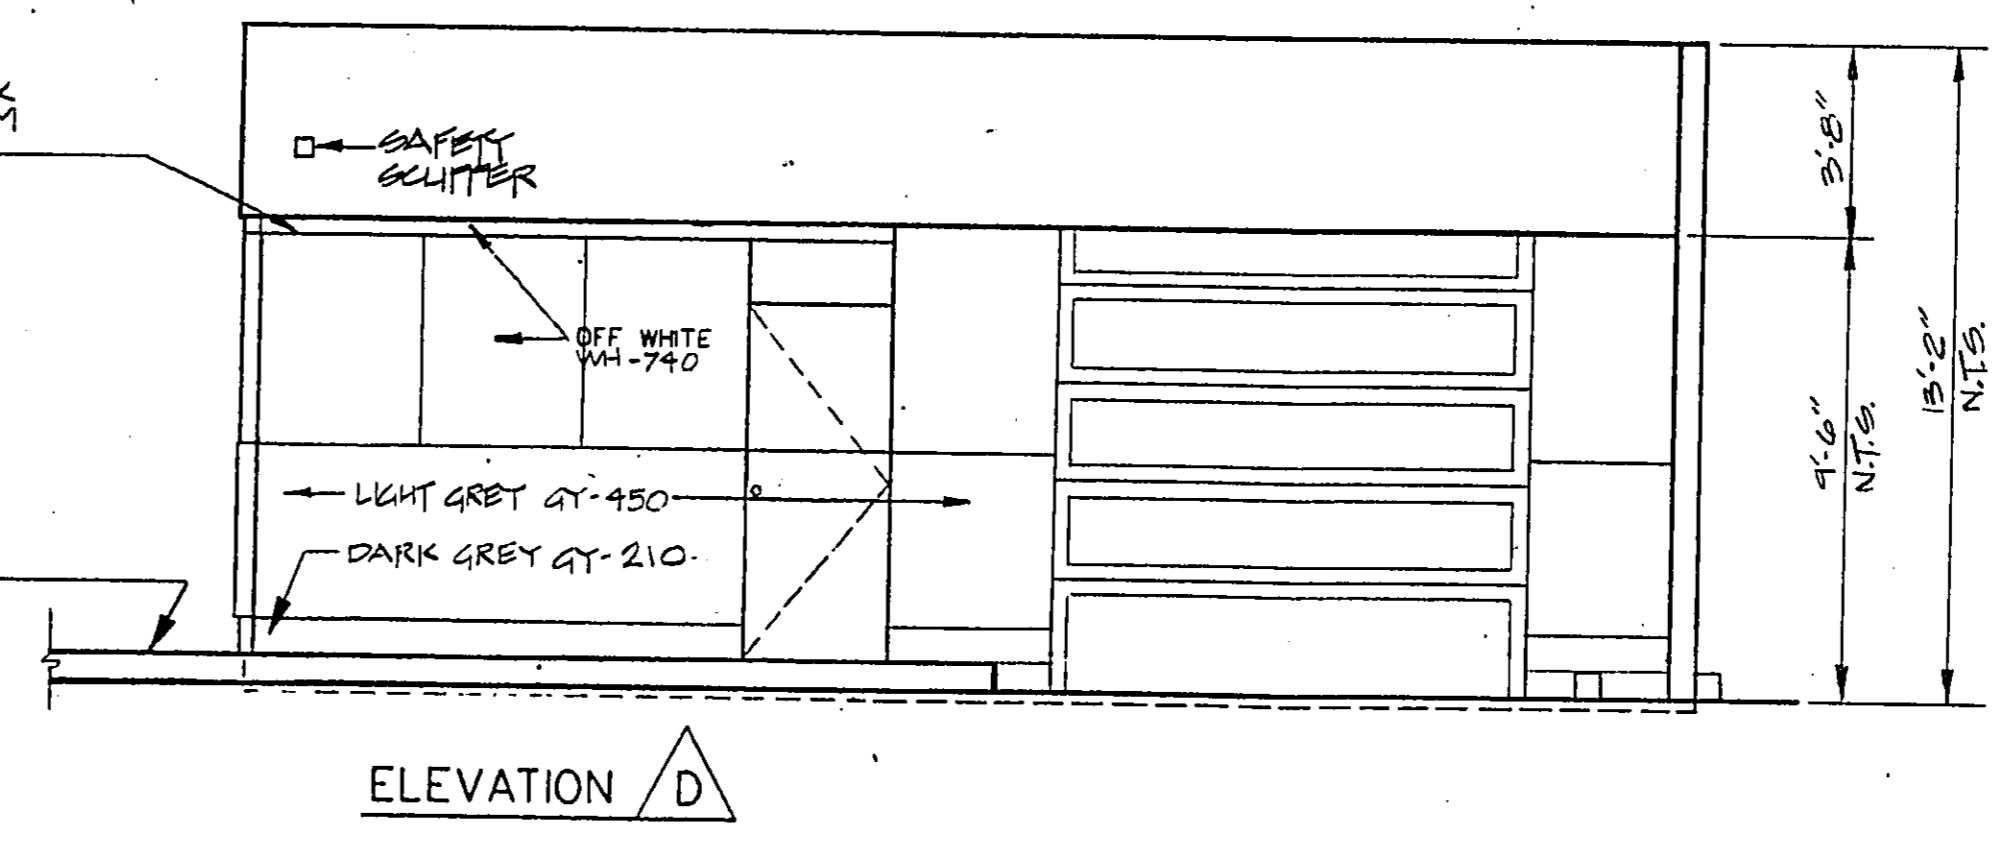 SAFETY
SCUPPER
3'-8"
OFF WHITE
WH-740
13'-2"
N.T.S.
9'-6"
N.T.S.
LIGHT GREY GY-450
DARK GREY GY-210
ELEVATION D